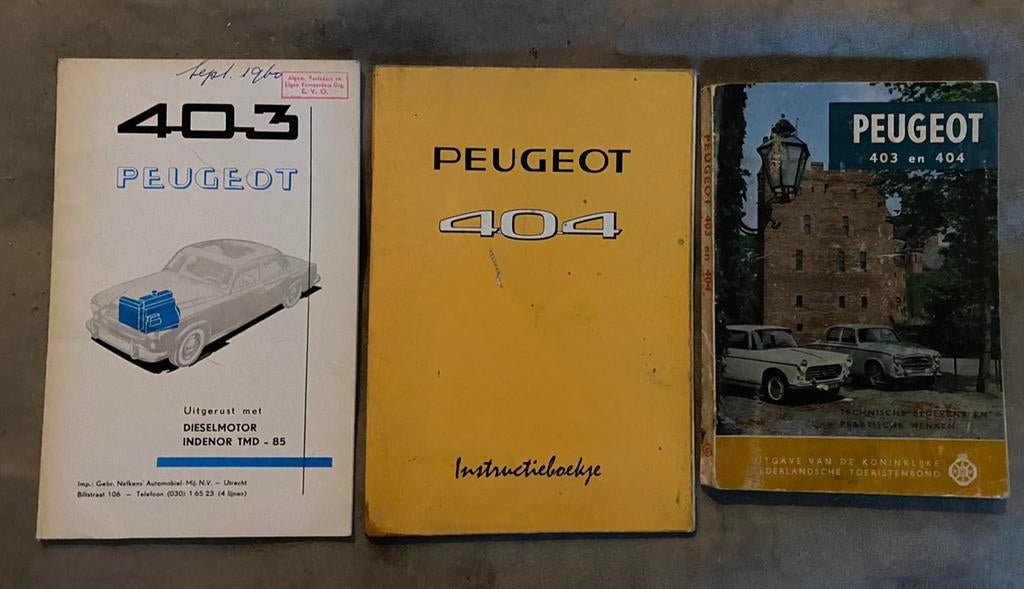 Sept. 1960
Algem. Verladers en
Eigen Vervoerders Org.
E. V. O.
403
PEUGEOT
Uitgerust met
DIESELMOTOR
INDENOR TMD - 85
Imp.: Gebr. Nefkens' Automobiel-Mij. N.V. — Utrecht
Biltstraat 106 — Telefoon (030) 1 65 23 (4 lijnen)
PEUGEOT
404
Instructieboekje
PEUGEOT 403 en 404
PEUGEOT
403 en 404
TECHNISCHE GEGEVENS EN
PRAKTISCHE WENKEN
UITGAVE VAN DE KONINKLIJKE
NEDERLANDSCHE TOERISTENBOND